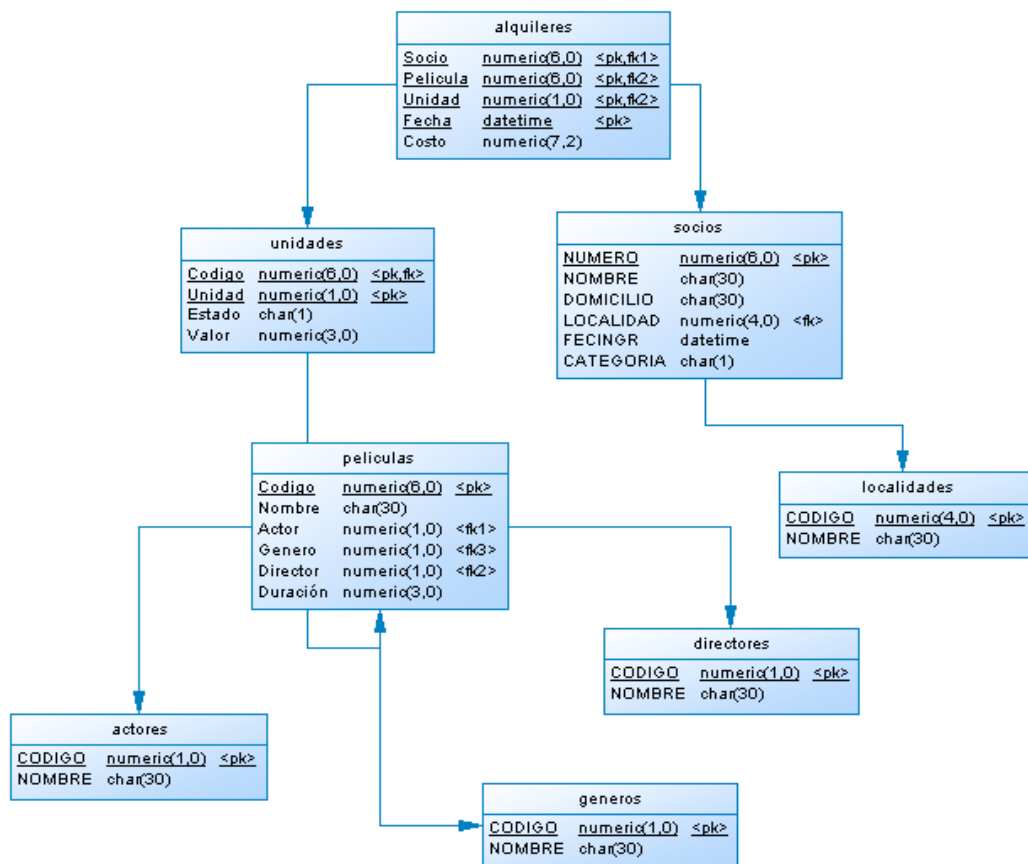 alquileres
Socio numeric(6,0) <pk,fk1>
Pelicula numeric(6,0) <pk,fk2>
Unidad numeric(1,0) <pk,fk2>
Fecha datetime <pk>
Costo numeric(7,2)
unidades
Codigo numeric(6,0) <pk,fk>
Unidad numeric(1,0) <pk>
Estado char(1)
Valor numeric(3,0)
socios
NUMERO numeric(6,0) <pk>
NOMBRE char(30)
DOMICILIO char(30)
LOCALIDAD numeric(4,0) <fk>
FECINGR datetime
CATEGORIA char(1)
peliculas
Codigo numeric(6,0) <pk>
Nombre char(30)
Actor numeric(1,0) <fk1>
Genero numeric(1,0) <fk3>
Director numeric(1,0) <fk2>
Duración numeric(3,0)
localidades
CODIGO numeric(4,0) <pk>
NOMBRE char(30)
directores
CODIGO numeric(1,0) <pk>
NOMBRE char(30)
actores
CODIGO numeric(1,0) <pk>
NOMBRE char(30)
generos
CODIGO numeric(1,0) <pk>
NOMBRE char(30)